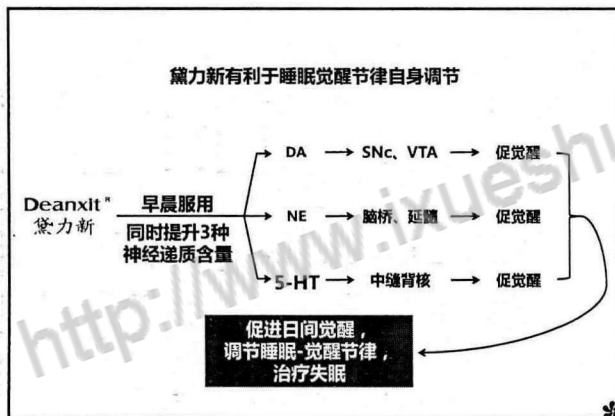 黛力新有利于睡眠觉醒节律自身调节
DA SNc、VTA 促觉醒
Deanxit®
黛力新
早晨服用
同时提升3种
神经递质含量
NE 脑桥、延髓 促觉醒
5-HT 中缝背核 促觉醒
促进日间觉醒，
调节睡眠-觉醒节律，
治疗失眠
http://www.ixueshu